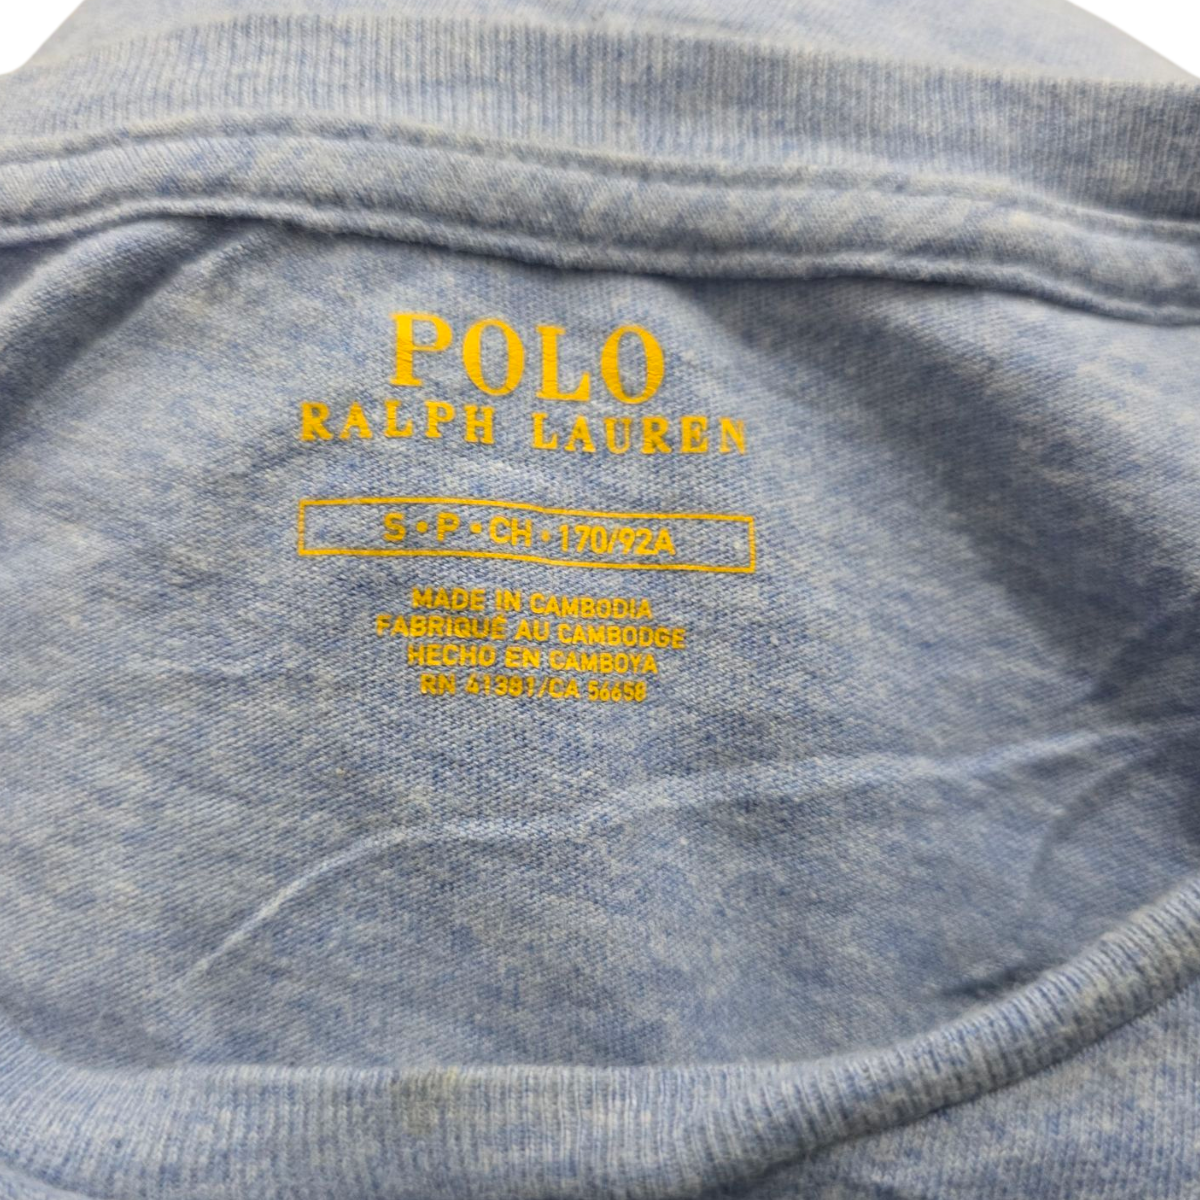 POLO
RALPH LAUREN
S • P • CH • 170/92A
MADE IN CAMBODIA
FABRIQUÉ AU CAMBODGE
HECHO EN CAMBOYA
RN 41381/CA 56658